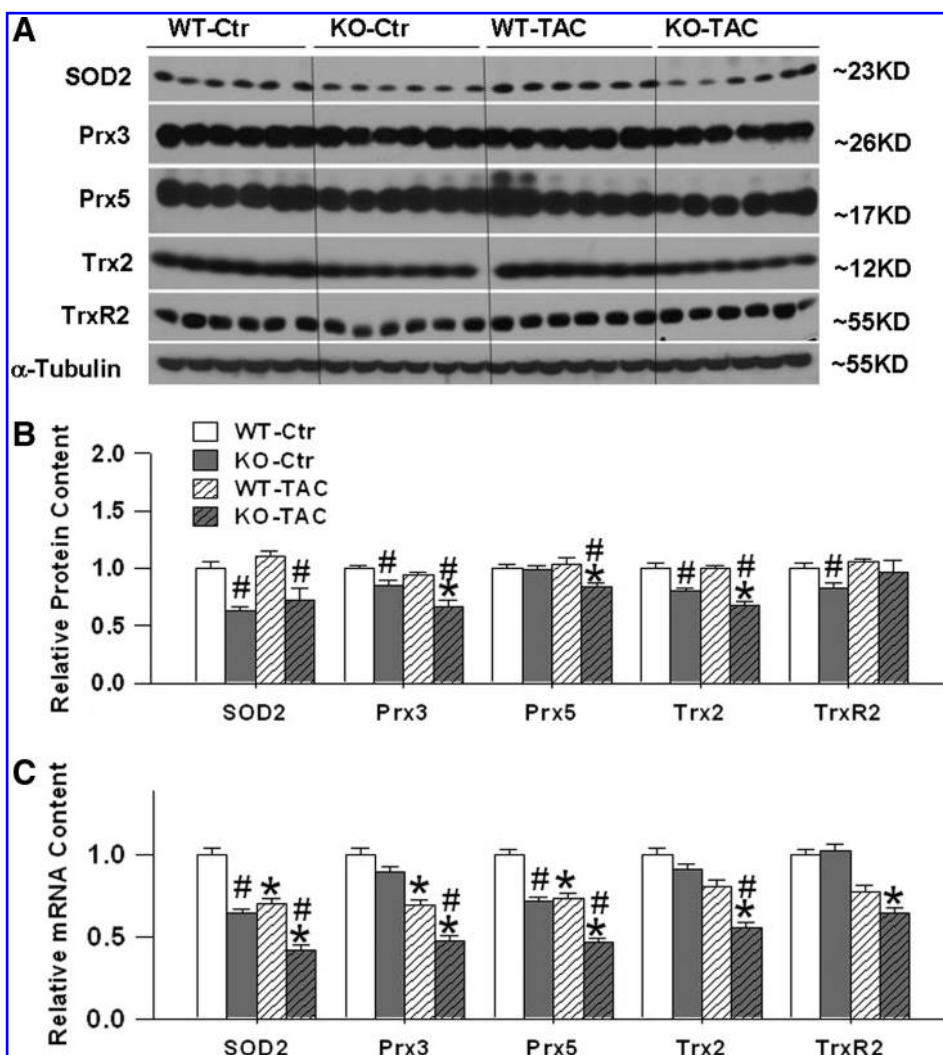 A
WT-Ctr KO-Ctr WT-TAC KO-TAC
SOD2 ~23KD
Prx3 ~26KD
Prx5 ~17KD
Trx2 ~12KD
TrxR2 ~55KD
α-Tubulin ~55KD
B
WT-Ctr
KO-Ctr
WT-TAC
KO-TAC
Relative Protein Content
2.0
1.5
1.0
0.5
0.0
# # # # * # * # # * #
SOD2 Prx3 Prx5 Trx2 TrxR2
C
Relative mRNA Content
1.0
0.5
0.0
# * # * * # * # * # * # * *
SOD2 Prx3 Prx5 Trx2 TrxR2